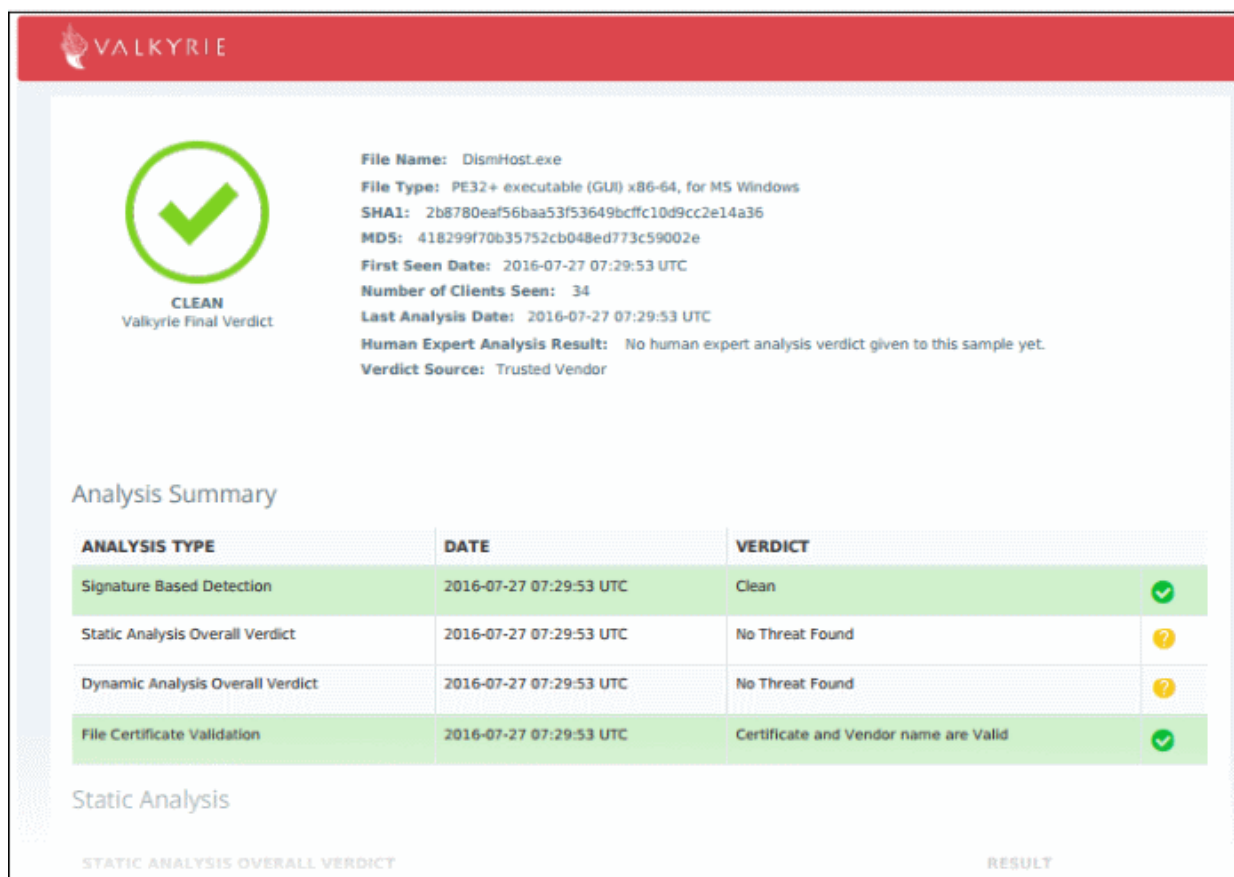 VALKYRIE
CLEAN
Valkyrie Final Verdict
File Name: DismHost.exe
File Type: PE32+ executable (GUI) x86-64, for MS Windows
SHA1: 2b8780eaf56baa53f53649bcffc10d9cc2e14a36
MD5: 418299f70b35752cb048ed773c59002e
First Seen Date: 2016-07-27 07:29:53 UTC
Number of Clients Seen: 34
Last Analysis Date: 2016-07-27 07:29:53 UTC
Human Expert Analysis Result: No human expert analysis verdict given to this sample yet.
Verdict Source: Trusted Vendor
Analysis Summary
ANALYSIS TYPE DATE VERDICT
Signature Based Detection 2016-07-27 07:29:53 UTC Clean
Static Analysis Overall Verdict 2016-07-27 07:29:53 UTC No Threat Found ?
Dynamic Analysis Overall Verdict 2016-07-27 07:29:53 UTC No Threat Found ?
File Certificate Validation 2016-07-27 07:29:53 UTC Certificate and Vendor name are Valid
Static Analysis
STATIC ANALYSIS OVERALL VERDICT RESULT